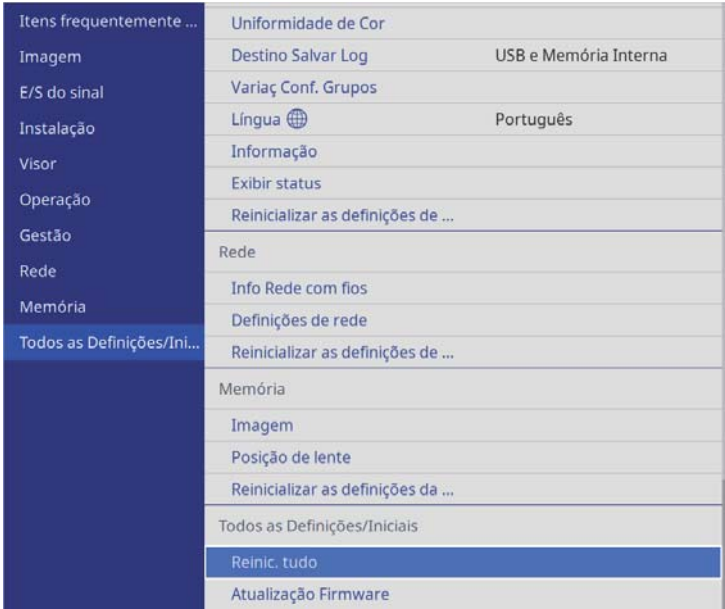 Itens frequentemente ...
Imagem
E/S do sinal
Instalação
Visor
Operação
Gestão
Rede
Memória
Todos as Definições/Ini...
Uniformidade de Cor
Destino Salvar Log USB e Memória Interna
Variaç Conf. Grupos
Língua Português
Informação
Exibir status
Reinicializar as definições de ...
Rede
Info Rede com fios
Definições de rede
Reinicializar as definições de ...
Memória
Imagem
Posição de lente
Reinicializar as definições da ...
Todos as Definições/Iniciais
Reinic. tudo
Atualização Firmware